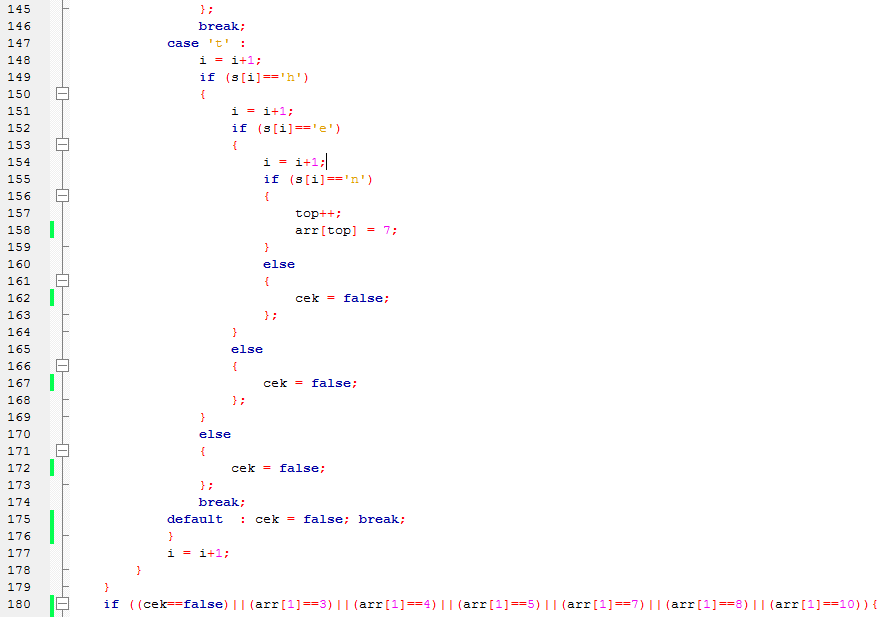 145 };
146 break;
147 case 't' :
148 i = i+1;
149 if (s[i]=='h')
150 {
151 i = i+1;
152 if (s[i]=='e')
153 {
154 i = i+1;
155 if (s[i]=='n')
156 {
157 top++;
158 arr[top] = 7;
159 }
160 else
161 {
162 cek = false;
163 };
164 }
165 else
166 {
167 cek = false;
168 };
169 }
170 else
171 {
172 cek = false;
173 };
174 break;
175 default : cek = false; break;
176 }
177 i = i+1;
178 }
179 }
180 if ((cek==false)||(arr[1]==3)||(arr[1]==4)||(arr[1]==5)||(arr[1]==7)||(arr[1]==8)||(arr[1]==10)){